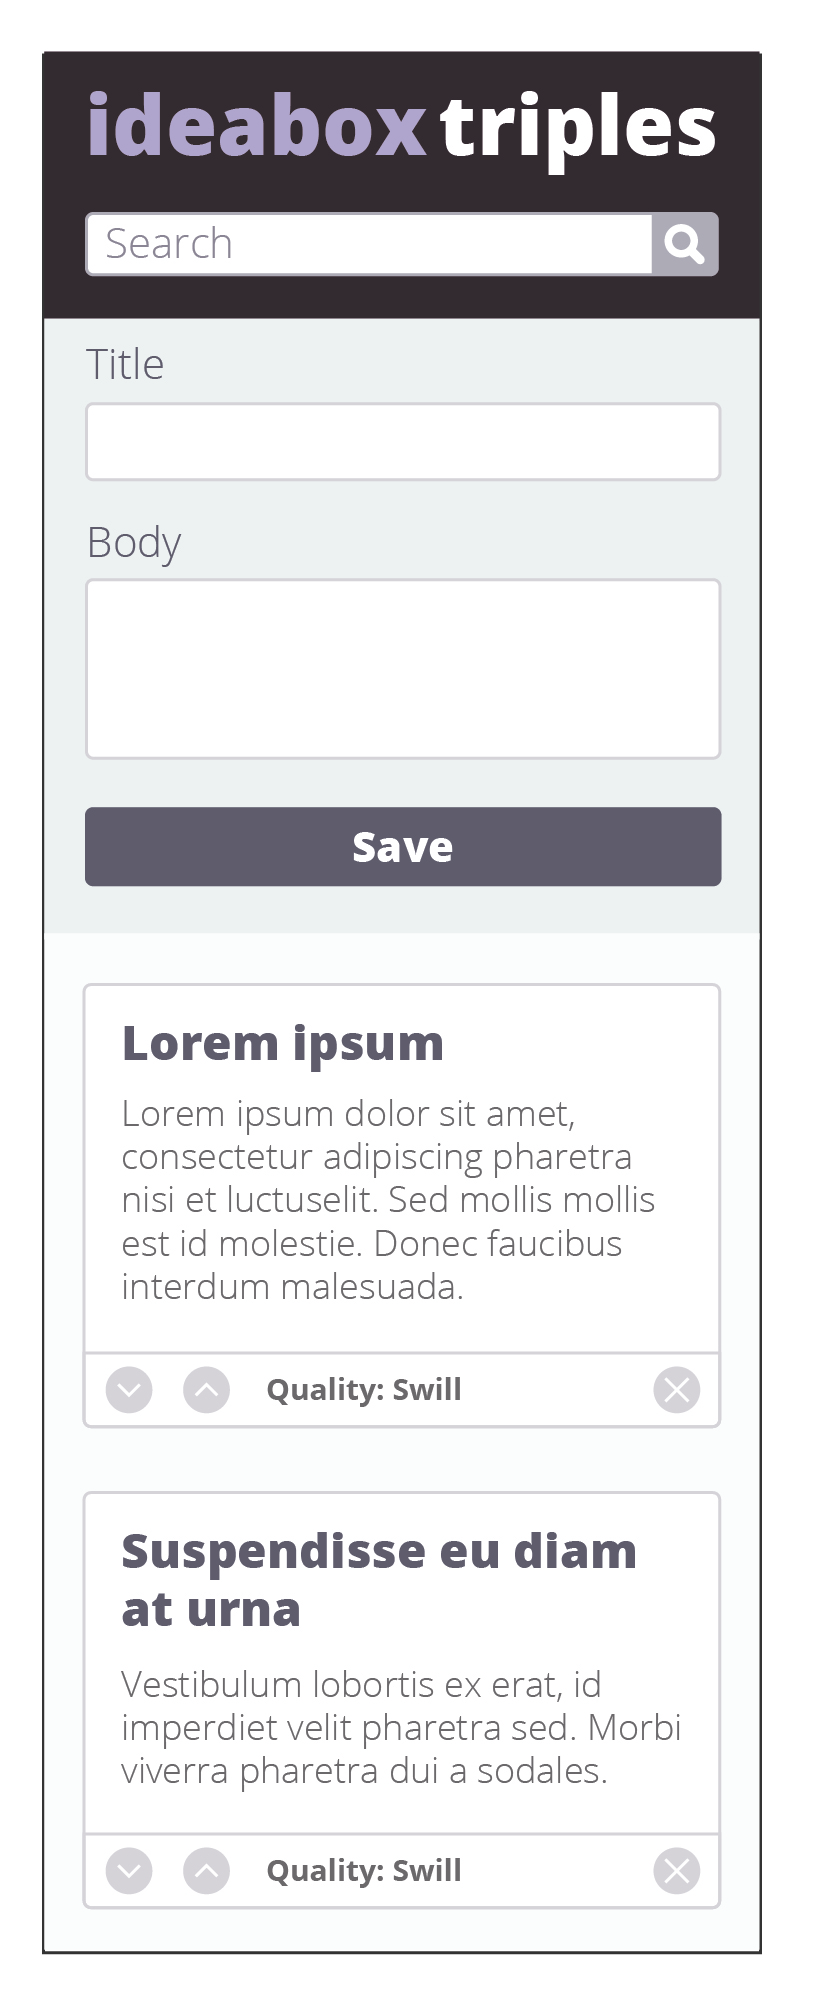 ideabox triples
Search
Title
Body
Save
Lorem ipsum
Lorem ipsum dolor sit amet,
consectetur adipiscing pharetra
nisi et luctuselit. Sed mollis mollis
est id molestie. Donec faucibus
interdum malesuada.
Quality: Swill
Suspendisse eu diam
at urna
Vestibulum lobortis ex erat, id
imperdiet velit pharetra sed. Morbi
viverra pharetra dui a sodales.
Quality: Swill